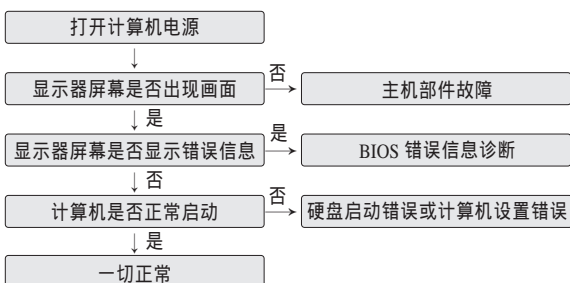 打开计算机电源
显示器屏幕是否出现画面
否
主机部件故障
是
显示器屏幕是否显示错误信息
是
BIOS 错误信息诊断
否
计算机是否正常启动
否
硬盘启动错误或计算机设置错误
是
一切正常